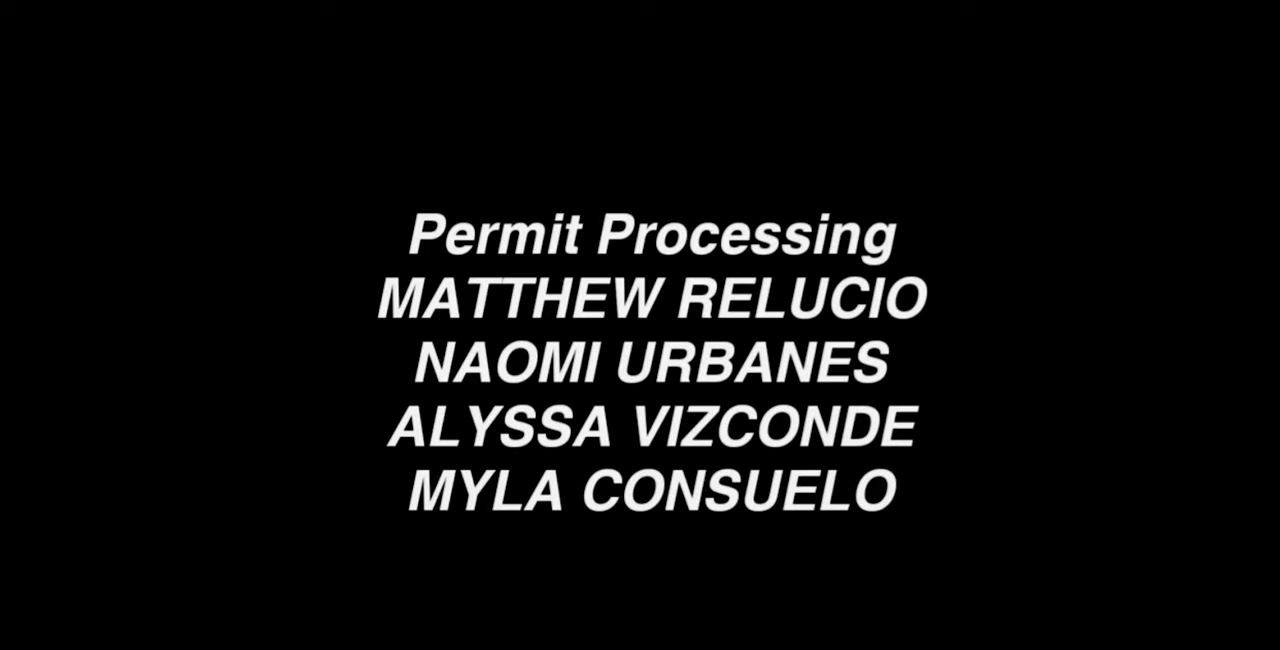 Permit Processing
MATTHEW RELUCIO
NAOMI URBANES
ALYSSA VIZCONDE
MYLA CONSUELO